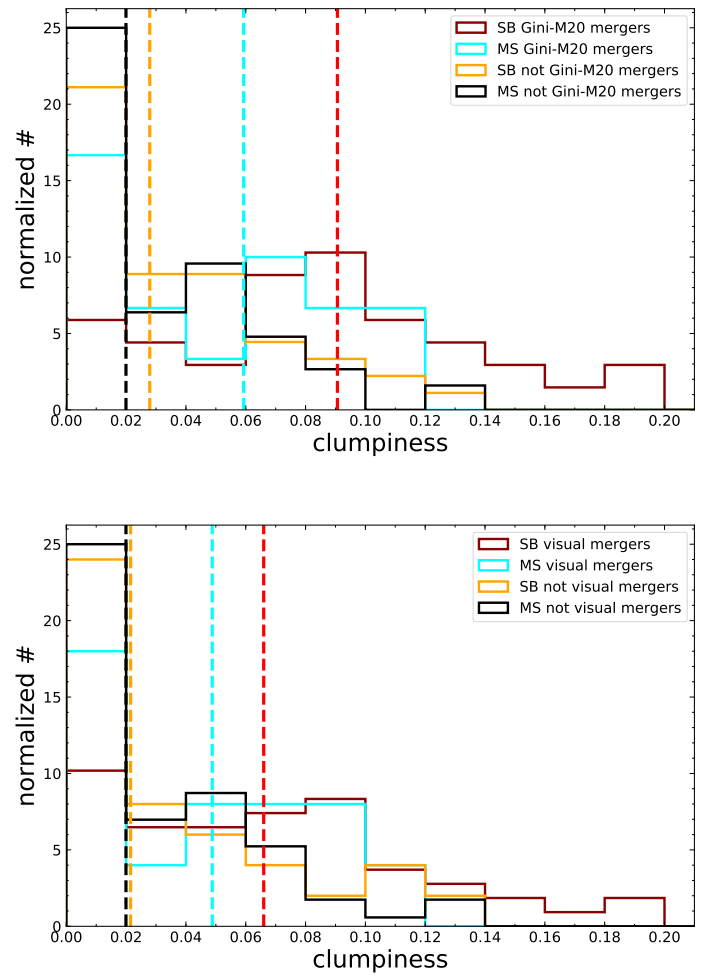 25
20
15
10
5
0
normalized #
SB Gini-M20 mergers
MS Gini-M20 mergers
SB not Gini-M20 mergers
MS not Gini-M20 mergers
0.00 0.02 0.04 0.06 0.08 0.10 0.12 0.14 0.16 0.18 0.20
clumpiness
25
20
15
10
5
0
normalized #
SB visual mergers
MS visual mergers
SB not visual mergers
MS not visual mergers
0.00 0.02 0.04 0.06 0.08 0.10 0.12 0.14 0.16 0.18 0.20
clumpiness